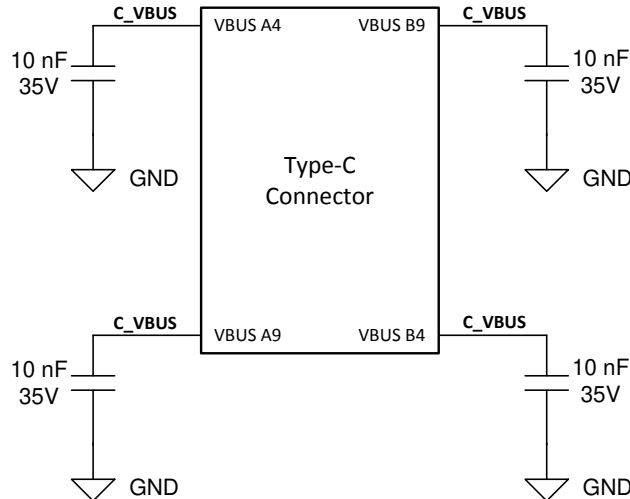 C_VBUS
VBUS A4
VBUS B9
C_VBUS
10 nF
35V
10 nF
35V
GND
Type-C
Connector
GND
C_VBUS
VBUS A9
VBUS B4
C_VBUS
10 nF
35V
10 nF
35V
GND
GND